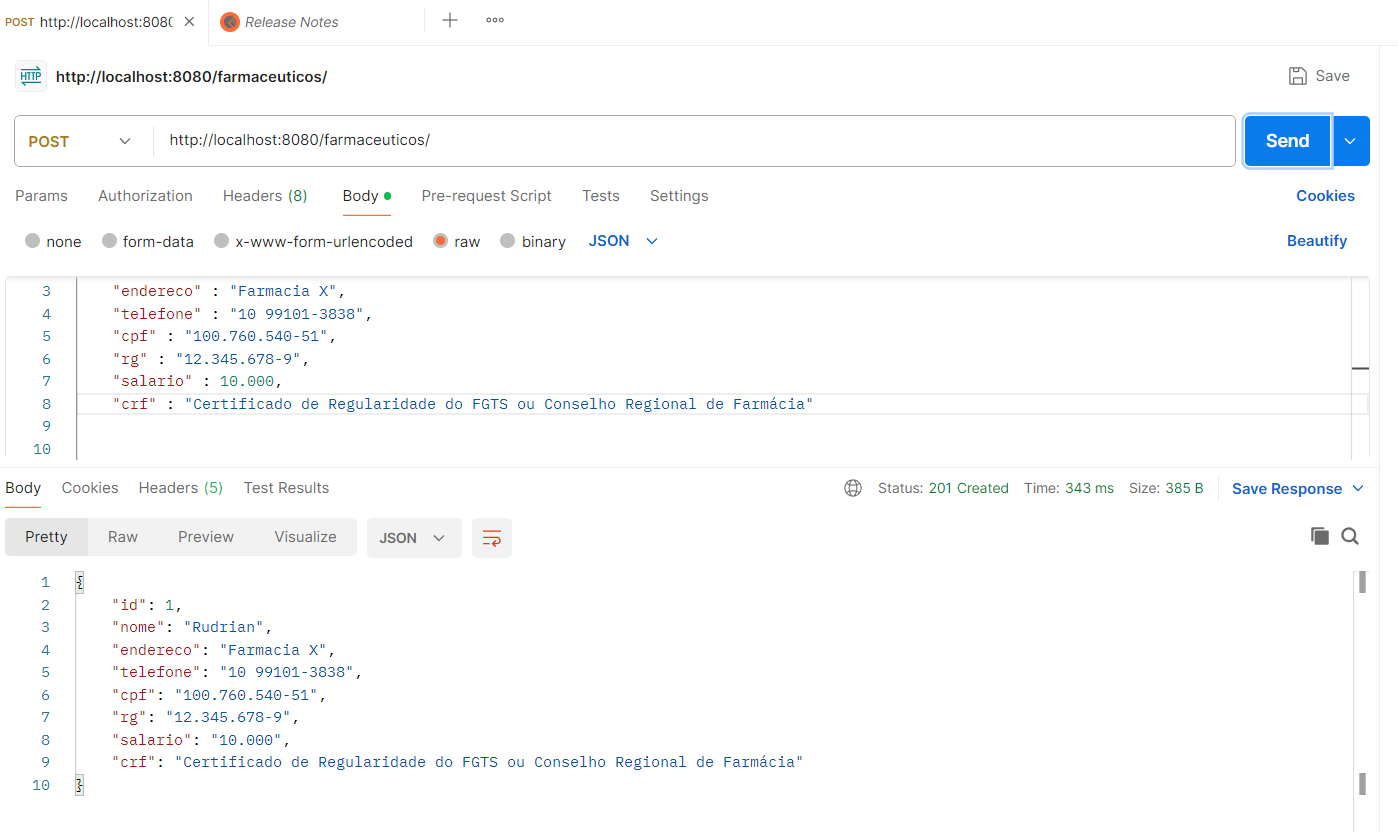 POST http://localhost:808 Release Notes
HTTP http://localhost:8080/farmaceuticos/ Save
POST http://localhost:8080/farmaceuticos/ Send
Params Authorization Headers (8) Body Pre-request Script Tests Settings Cookies
none form-data x-www-form-urlencoded raw binary JSON Beautify
3 "endereco" : "Farmacia X",
4 "telefone" : "10 99101-3838",
5 "cpf" : "100.760.540-51",
6 "rg" : "12.345.678-9",
7 "salario" : 10.000,
8 "crf" : "Certificado de Regularidade do FGTS ou Conselho Regional de Farmácia"
9
10
Body Cookies Headers (5) Test Results Status: 201 Created Time: 343 ms Size: 385 B Save Response
Pretty Raw Preview Visualize JSON
1 {
2 "id": 1,
3 "nome": "Rudrian",
4 "endereco": "Farmacia X",
5 "telefone": "10 99101-3838",
6 "cpf": "100.760.540-51",
7 "rg": "12.345.678-9",
8 "salario": "10.000",
9 "crf": "Certificado de Regularidade do FGTS ou Conselho Regional de Farmácia"
10 }